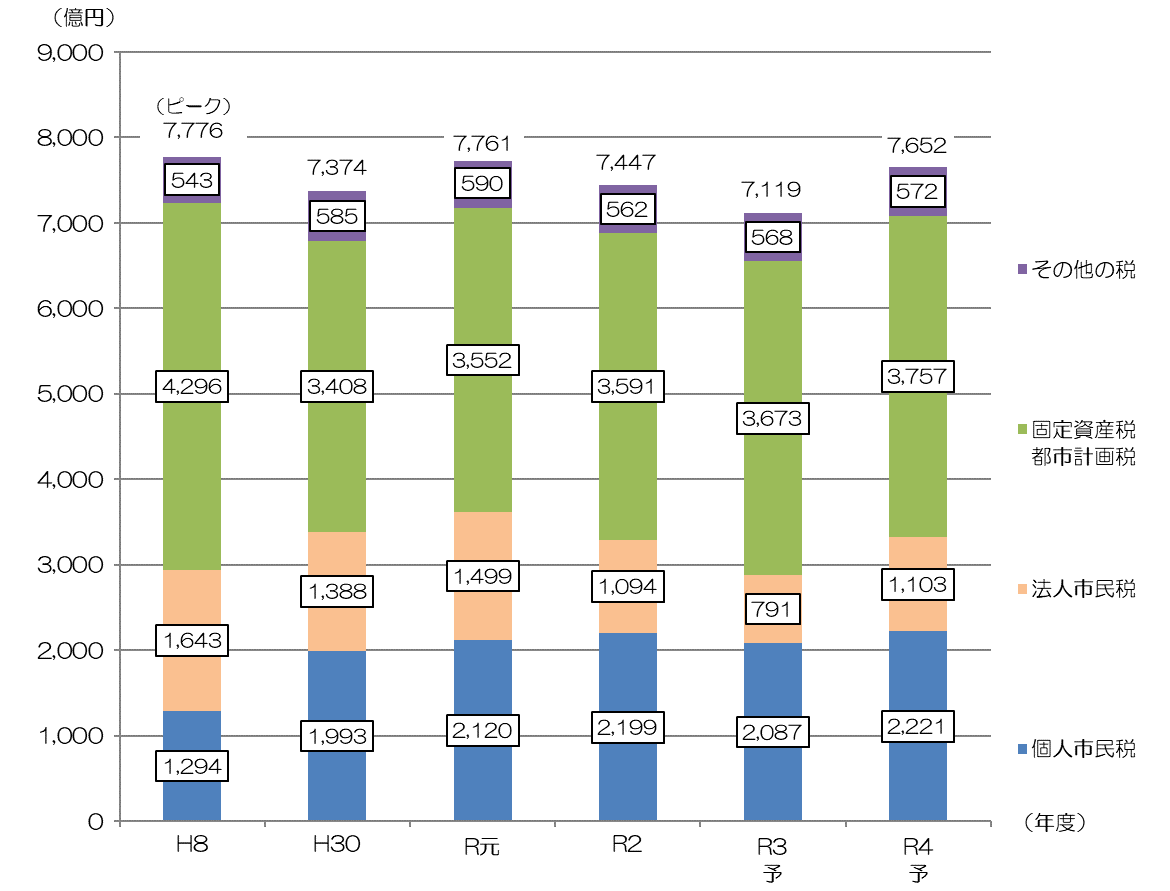 （億円）
9,000
8,000
7,000
6,000
5,000
4,000
3,000
2,000
1,000
0
（ピーク）
7,776
543
4,296
1,643
1,294
7,374
585
3,408
1,388
1,993
7,761
590
3,552
1,499
2,120
7,447
562
3,591
1,094
2,199
7,119
568
3,673
791
2,087
7,652
572
3,757
1,103
2,221
H8
H30
R元
R2
R3
予
R4
予
（年度）
その他の税
固定資産税
都市計画税
法人市民税
個人市民税